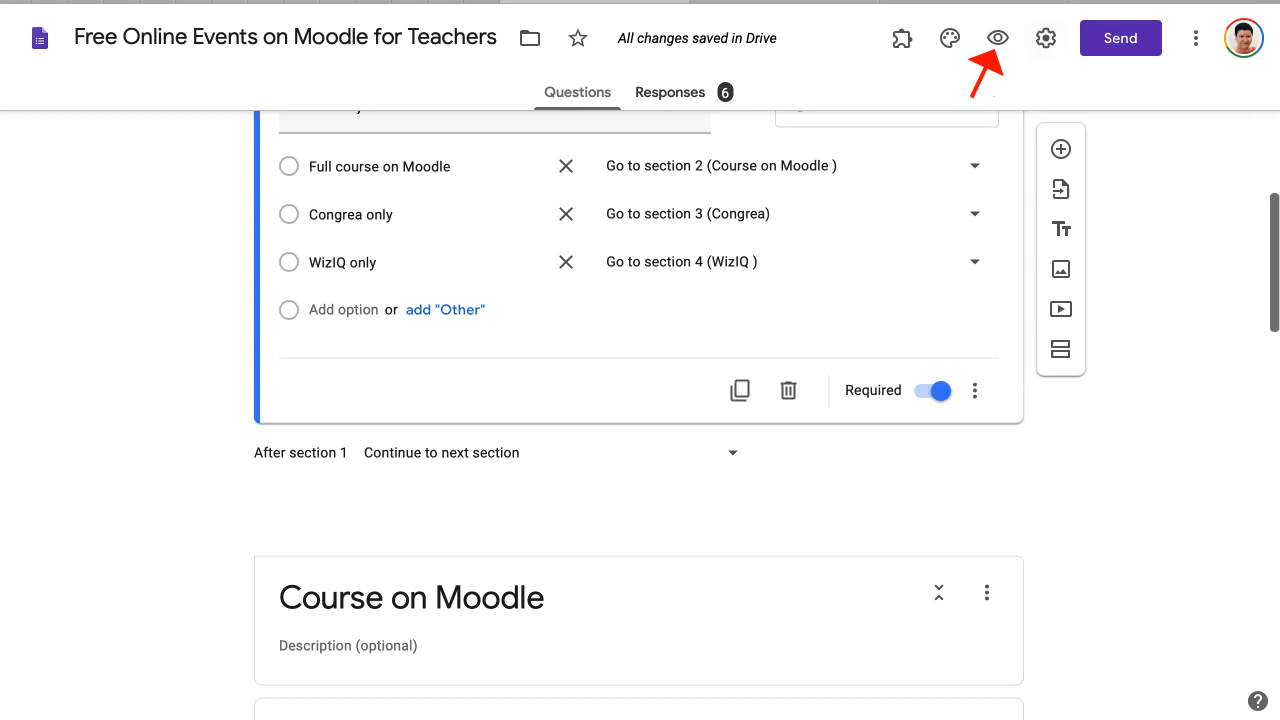 Free Online Events on Moodle for Teachers
All changes saved in Drive
Send
Questions
Responses 6
Full course on Moodle
Go to section 2 (Course on Moodle )
Congrea only
Go to section 3 (Congrea)
WizIQ only
Go to section 4 (WizIQ )
Add option or add "Other"
Required
After section 1 Continue to next section
Course on Moodle
Description (optional)